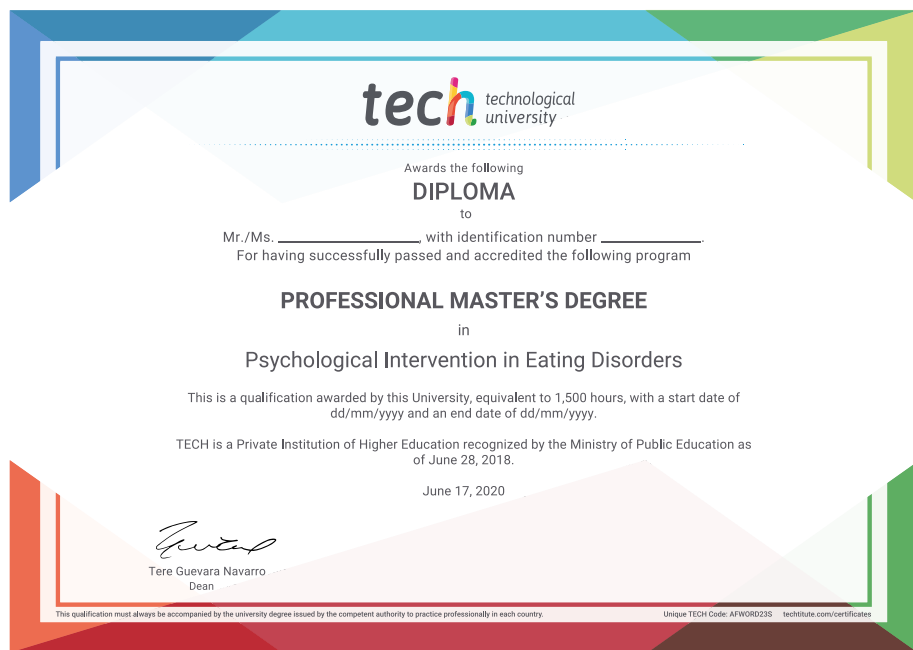 tech technological
university
Awards the following
DIPLOMA
to
Mr./Ms. ____________________, with identification number ______________.
For having successfully passed and accredited the following program
PROFESSIONAL MASTER'S DEGREE
in
Psychological Intervention in Eating Disorders
This is a qualification awarded by this University, equivalent to 1,500 hours, with a start date of
dd/mm/yyyy and an end date of dd/mm/yyyy.
TECH is a Private Institution of Higher Education recognized by the Ministry of Public Education as
of June 28, 2018.
June 17, 2020
Tere Guevara Navarro
Dean
This qualification must always be accompanied by the university degree issued by the competent authority to practice professionally in each country. Unique TECH Code: AFWORD23S techtitute.com/certificates